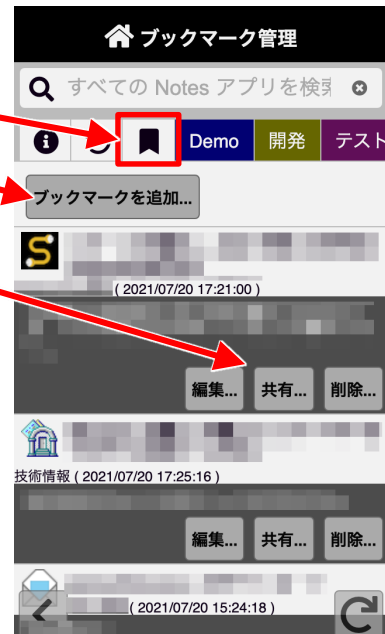 ブックマーク管理
すべての Notes アプリを検
Demo 開発 テスト
ブックマークを追加...
( 2021/07/20 17:21:00 )
編集... 共有... 削除...
技術情報 ( 2021/07/20 17:25:16 )
編集... 共有... 削除...
( 2021/07/20 15:24:18 )